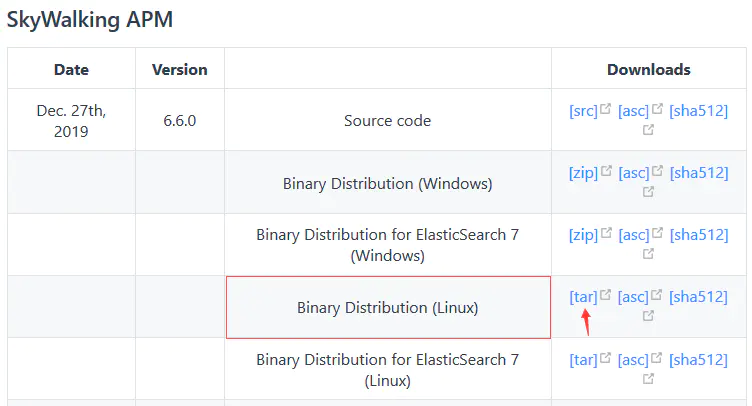 SkyWalking APM
Date Version Downloads
Dec. 27th, 2019 6.6.0 Source code [src] [asc] [sha512]
Binary Distribution (Windows) [zip] [asc] [sha512]
Binary Distribution for ElasticSearch 7 (Windows) [zip] [asc] [sha512]
Binary Distribution (Linux) [tar] [asc] [sha512]
Binary Distribution for ElasticSearch 7 (Linux) [tar] [asc] [sha512]